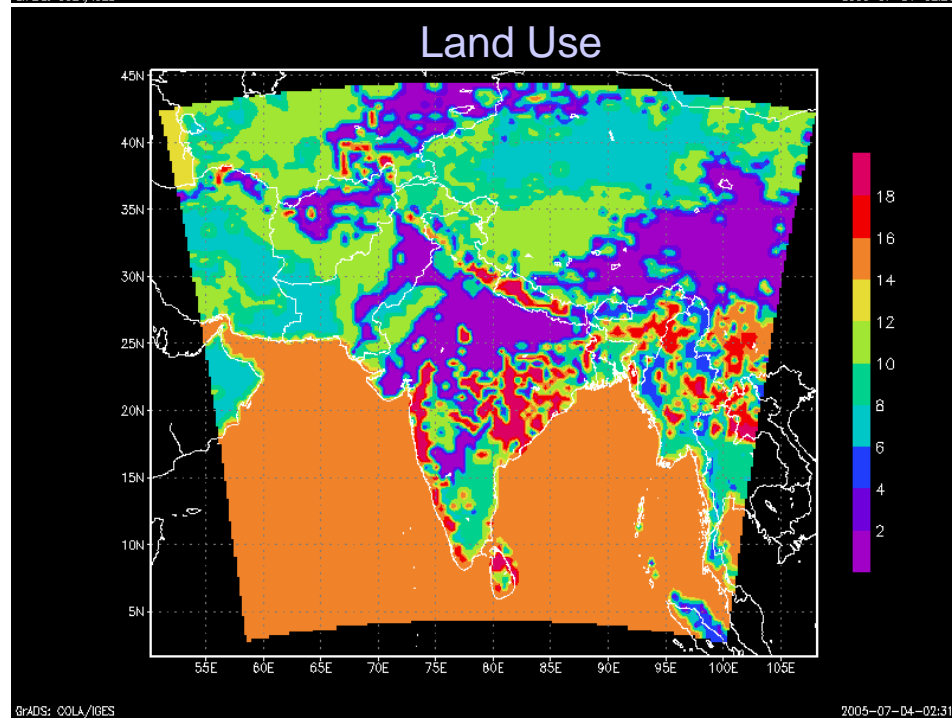 Land Use
45N
40N
35N
30N
25N
20N
15N
10N
5N
55E 60E 65E 70E 75E 80E 85E 90E 95E 100E 105E
18
16
14
12
10
8
6
4
2
GrADS: COLA/IGES 2005-07-04-02:31